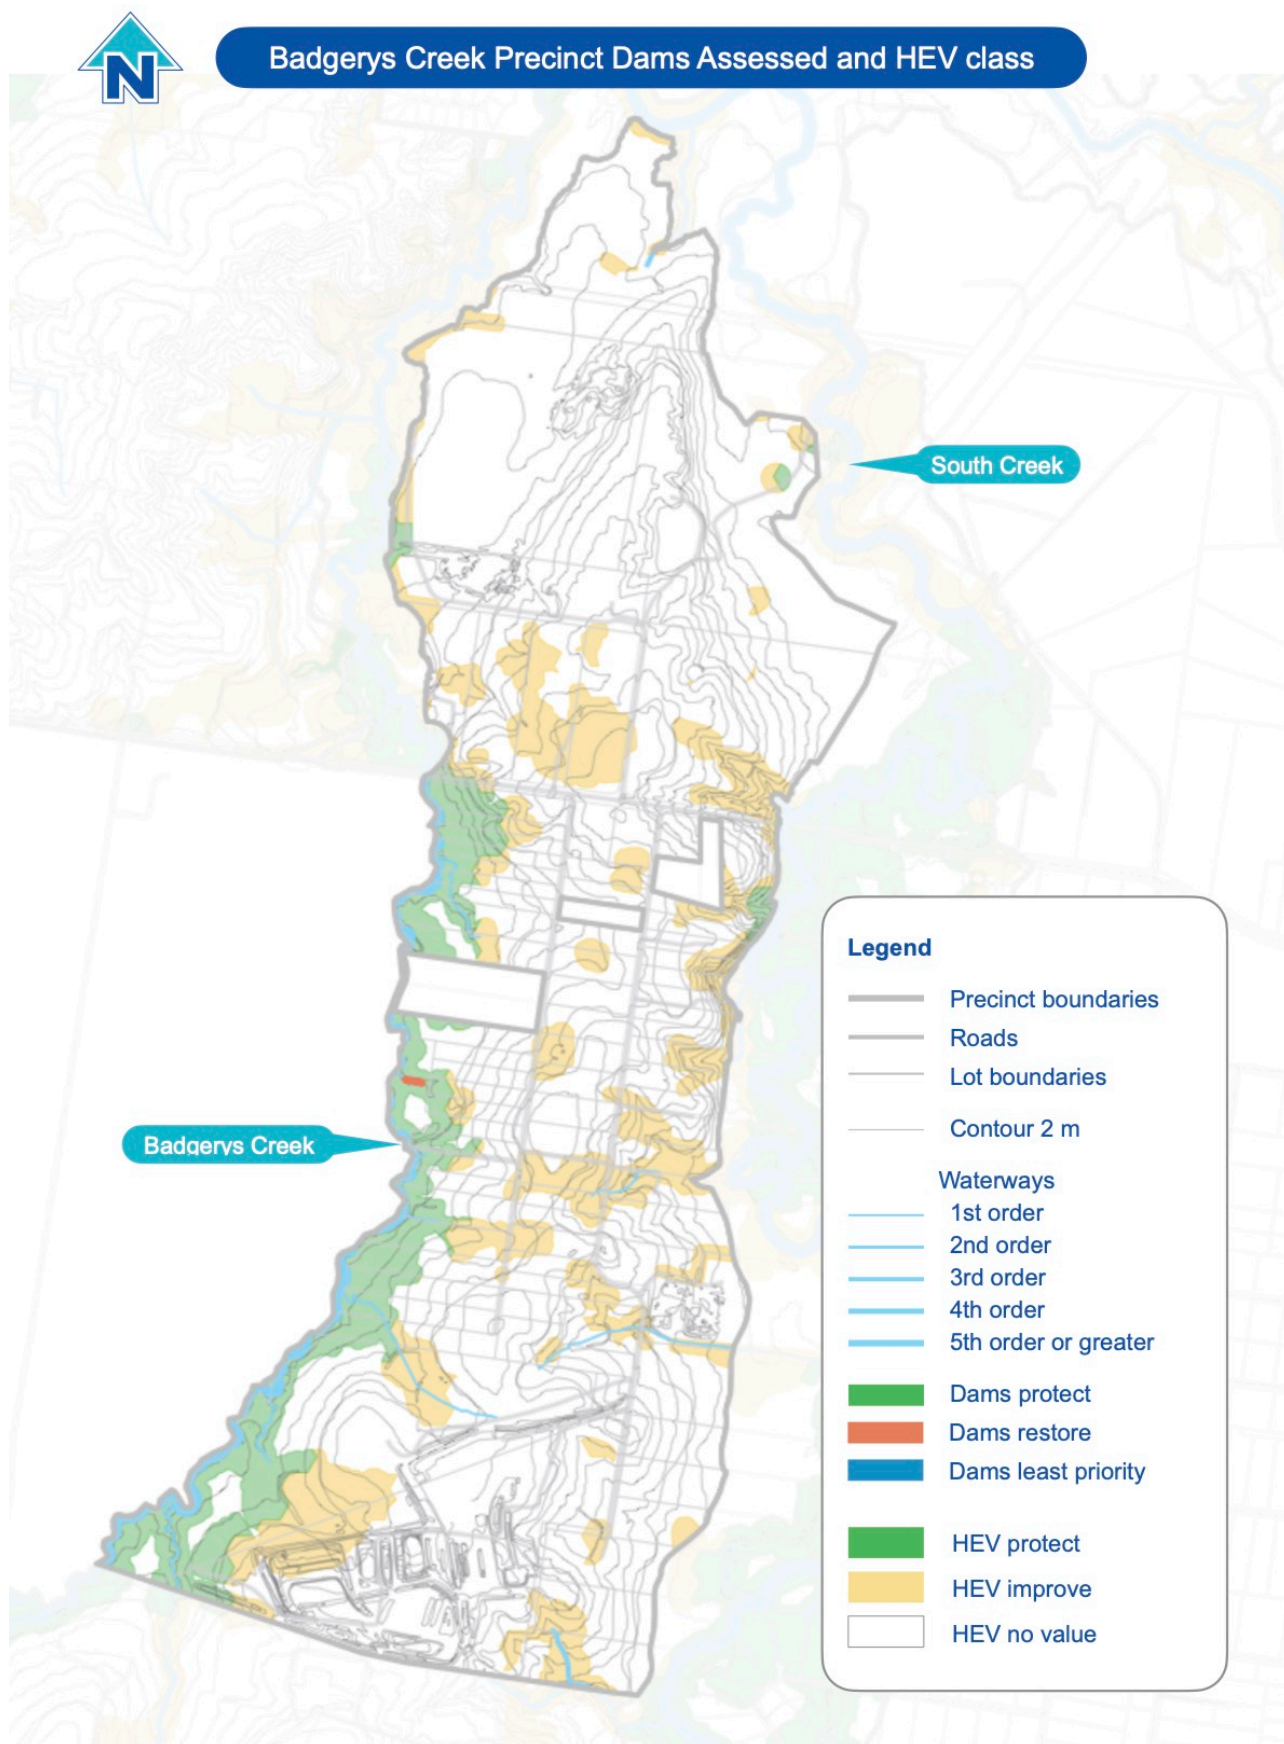 N
Badgerys Creek Precinct Dams Assessed and HEV class
South Creek
Badgerys Creek
Legend
Precinct boundaries
Roads
Lot boundaries
Contour 2 m
Waterways
1st order
2nd order
3rd order
4th order
5th order or greater
Dams protect
Dams restore
Dams least priority
HEV protect
HEV improve
HEV no value